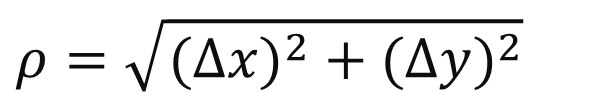 ρ = √((Δx)² + (Δy)²)